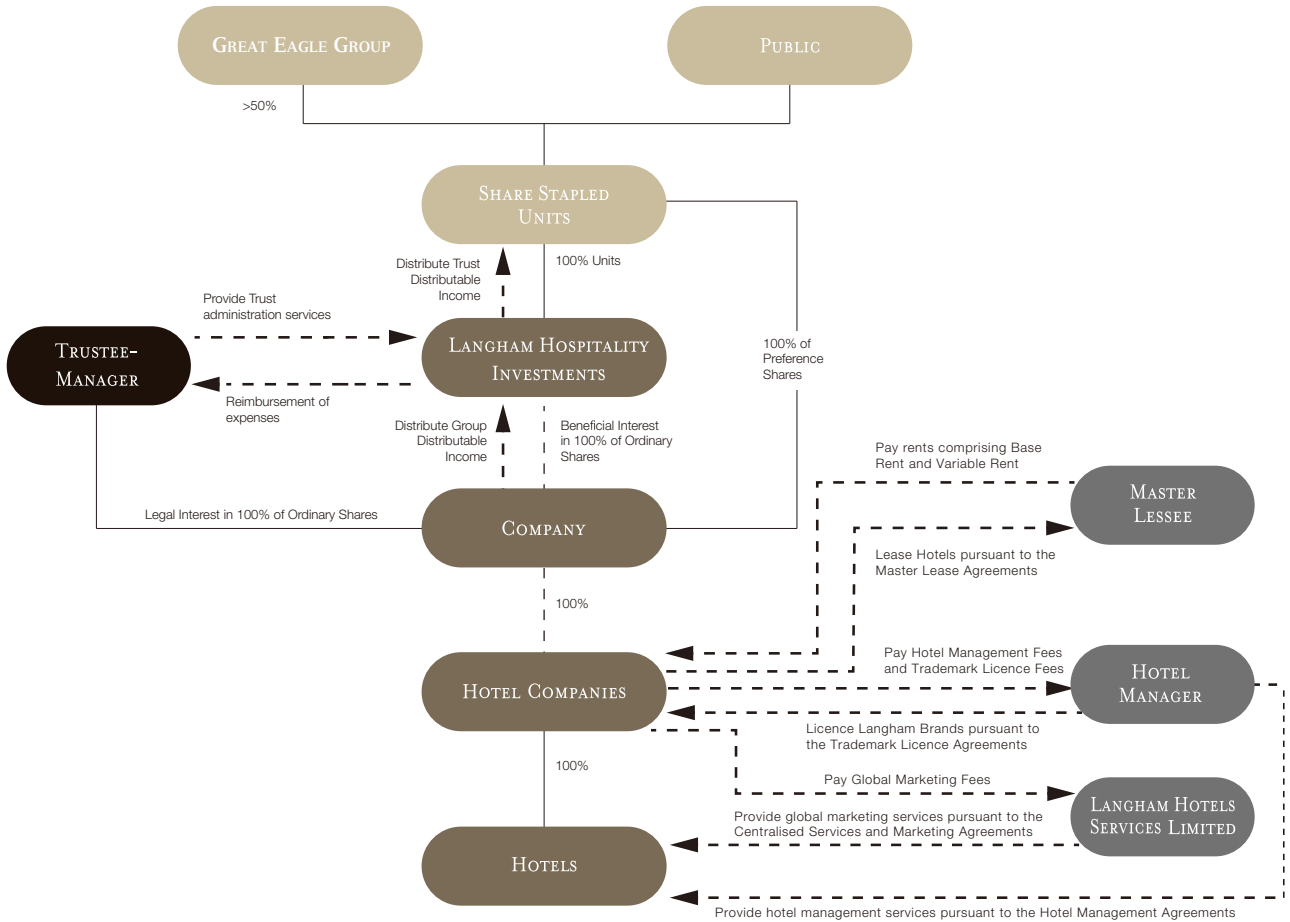 GREAT EAGLE GROUP
PUBLIC
>50%
SHARE STAPLED
UNITS
Distribute Trust
Distributable
Income
100% Units
Provide Trust
administration services
TRUSTEE-
MANAGER
LANGHAM HOSPITALITY
INVESTMENTS
100% of
Preference
Shares
Reimbursement of
expenses
Distribute Group
Distributable
Income
Beneficial Interest
in 100% of Ordinary
Shares
Pay rents comprising Base
Rent and Variable Rent
MASTER
LESSEE
Legal Interest in 100% of Ordinary Shares
COMPANY
Lease Hotels pursuant to the
Master Lease Agreements
100%
Pay Hotel Management Fees
and Trademark Licence Fees
HOTEL COMPANIES
HOTEL
MANAGER
Licence Langham Brands pursuant to
the Trademark Licence Agreements
100%
Pay Global Marketing Fees
LANGHAM HOTELS
SERVICES LIMITED
Provide global marketing services pursuant to the
Centralised Services and Marketing Agreements
HOTELS
Provide hotel management services pursuant to the Hotel Management Agreements